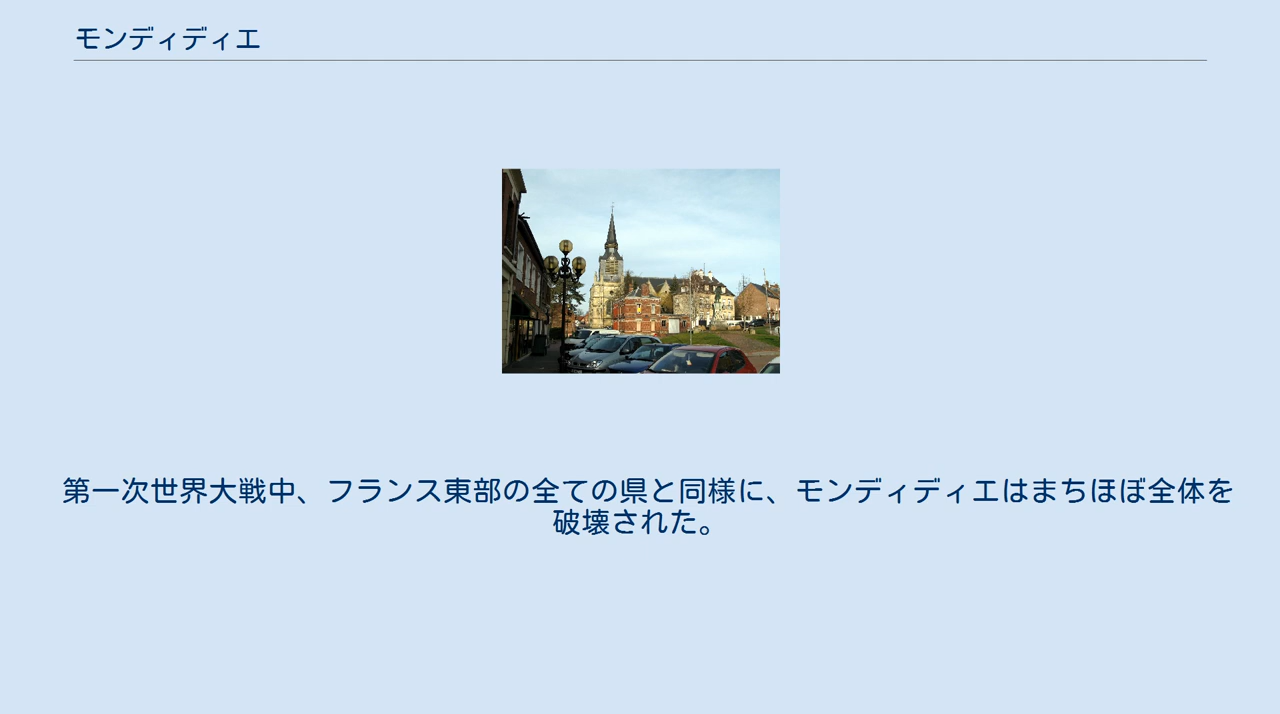 モンディディエ
第一次世界大戦中、フランス東部の全ての県と同様に、モンディディエはまちほぼ全体を
破壊された。